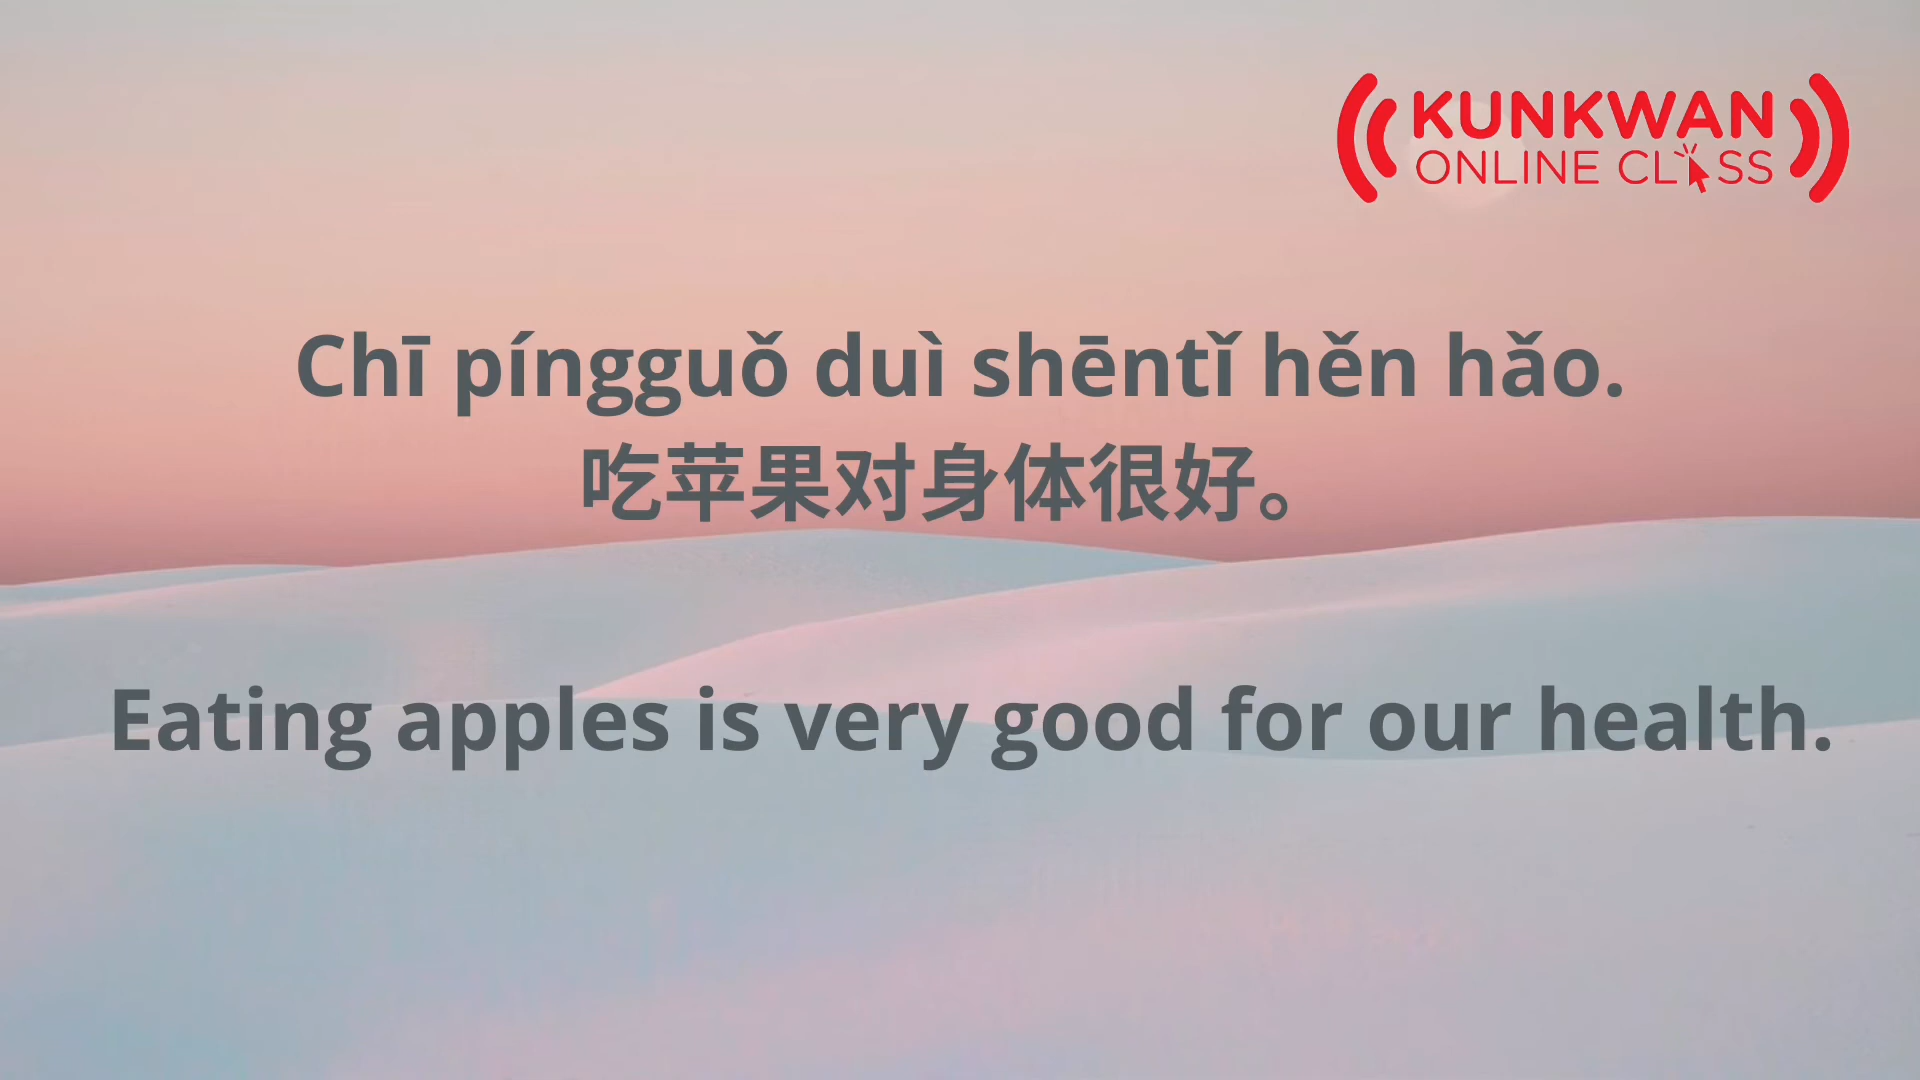 KUNKWAN
ONLINE CLASS
Chī píngguǒ duì shēntǐ hěn hǎo.
吃苹果对身体很好。
Eating apples is very good for our health.